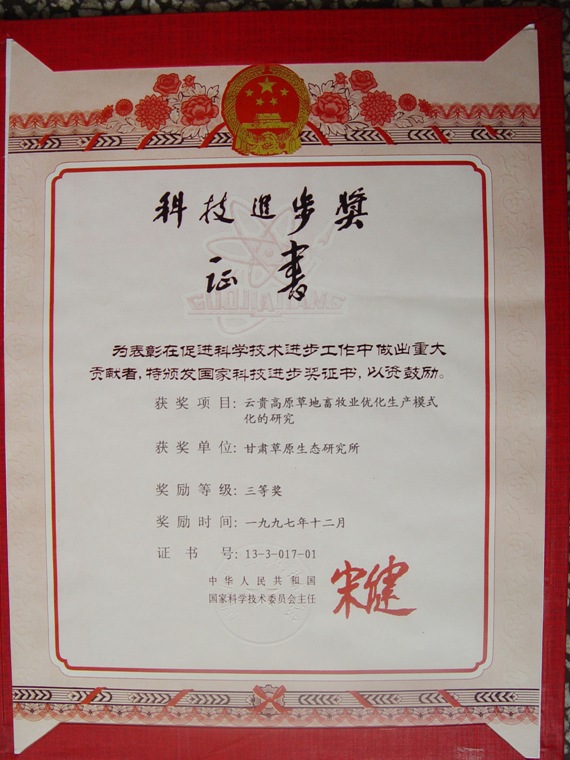 科技進步獎
证書
GUOJIAJIANG
为表彰在促进科学技术进步工作中做出重大
贡献者，特颁发国家科技进步奖证书，以资鼓励。
获奖项目：云贵高原草地畜牧业优化生产模式
化的研究
获奖单位：甘肃草原生态研究所
奖励等级：三等奖
奖励时间：一九九七年十二月
证书号：13-3-017-01
中华人民共和国
国家科学技术委员会主任
宋健